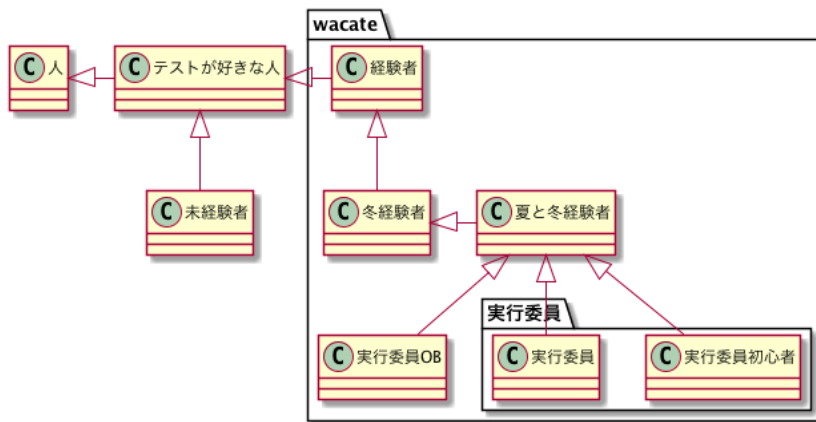 wacate
C 人
C テストが好きな人
C 経験者
C 未経験者
C 冬経験者
C 夏と冬経験者
実行委員
C 実行委員OB
C 実行委員
C 実行委員初心者